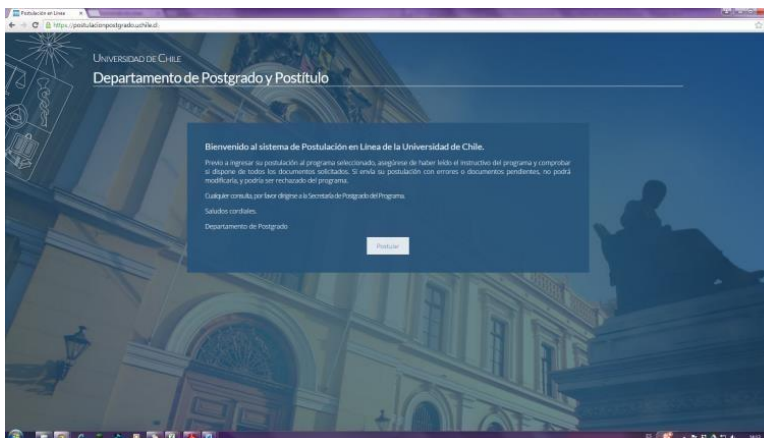 Postulación en Línea
https://postulacionpostgrado.uchile.cl
UNIVERSIDAD DE CHILE
Departamento de Postgrado y Postítulo
Bienvenido al sistema de Postulación en Línea de la Universidad de Chile.
Previo a ingresar su postulación al programa seleccionado, asegúrese de haber leído el instructivo del programa y comprobar
si dispone de todos los documentos solicitados. Si envía su postulación con errores o documentos pendientes, no podrá
modificarla, y podría ser rechazado del programa.
Cualquier consulta, por favor dirigirse a la Secretaría de Postgrado del Programa.
Saludos cordiales.
Departamento de Postgrado
Postular